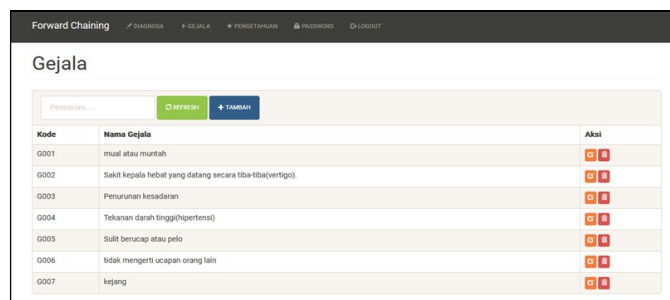 Forward Chaining DIAGNOSA GEJALA PENGETAHUAN PASSWORD LOGOUT
Gejala
Pencarian. . . REFRESH TAMBAH
Kode Nama Gejala Aksi
G001 mual atau muntah
G002 Sakit kepala hebat yang datang secara tiba-tiba(vertigo).
G003 Penurunan kesadaran
G004 Tekanan darah tinggi(hipertensi)
G005 Sulit berucap atau pelo
G006 tidak mengerti ucapan orang lain
G007 kejang